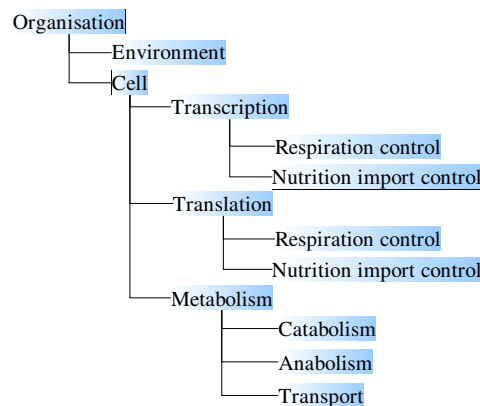 Organisation
Environment
Cell
Transcription
Respiration control
Nutrition import control
Translation
Respiration control
Nutrition import control
Metabolism
Catabolism
Anabolism
Transport